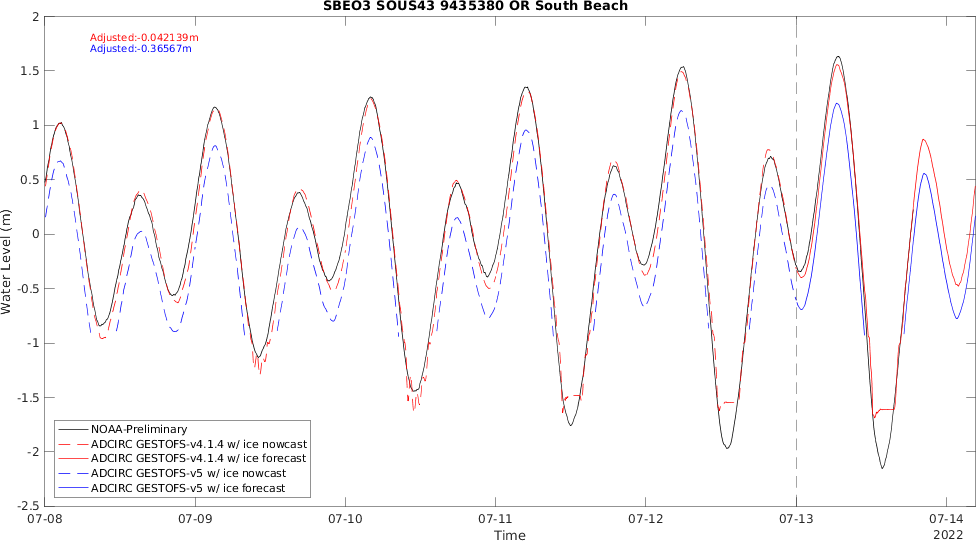 SBEO3 SOUS43 9435380 OR South Beach
Adjusted:-0.042139m
Adjusted:-0.36567m
Water Level (m)
2
1.5
1
0.5
0
-0.5
-1
-1.5
-2
-2.5
NOAA-Preliminary
ADCIRC GESTOFS-v4.1.4 w/ ice nowcast
ADCIRC GESTOFS-v4.1.4 w/ ice forecast
ADCIRC GESTOFS-v5 w/ ice nowcast
ADCIRC GESTOFS-v5 w/ ice forecast
07-08 07-09 07-10 07-11 07-12 07-13 07-14
Time
2022